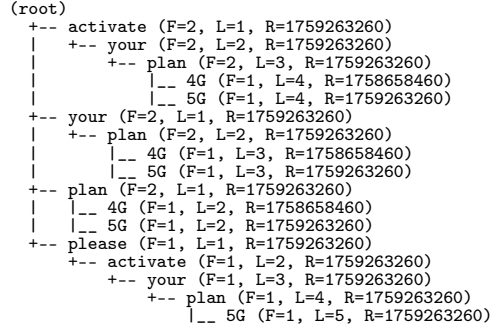 (root)
+-- activate (F=2, L=1, R=1759263260)
|   +-- your (F=2, L=2, R=1759263260)
|       +-- plan (F=2, L=3, R=1759263260)
|           |__ 4G (F=1, L=4, R=1758658460)
|           |__ 5G (F=1, L=4, R=1759263260)
+-- your (F=2, L=1, R=1759263260)
|   +-- plan (F=2, L=2, R=1759263260)
|       |__ 4G (F=1, L=3, R=1758658460)
|       |__ 5G (F=1, L=3, R=1759263260)
+-- plan (F=2, L=1, R=1759263260)
|   |__ 4G (F=1, L=2, R=1758658460)
|   |__ 5G (F=1, L=2, R=1759263260)
+-- please (F=1, L=1, R=1759263260)
    +-- activate (F=1, L=2, R=1759263260)
        +-- your (F=1, L=3, R=1759263260)
            +-- plan (F=1, L=4, R=1759263260)
                |__ 5G (F=1, L=5, R=1759263260)